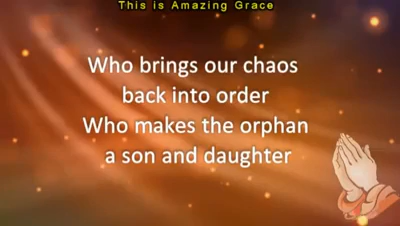 This is Amazing Grace
Who brings our chaos
back into order
Who makes the orphan
a son and daughter